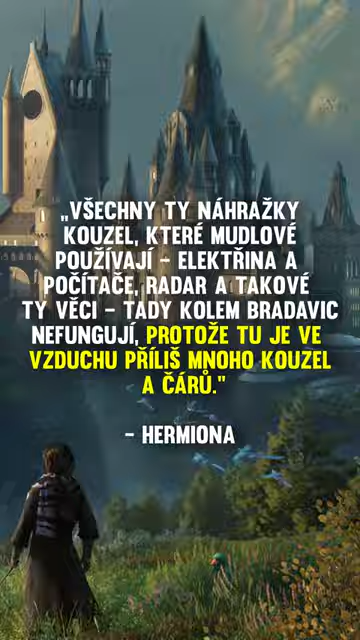 „VŠECHNY TY NÁHRAŽKY
KOUZEL, KTERÉ MUDLOVÉ
POUŽÍVAJÍ - ELEKTŘINA A
POČÍTAČE, RADAR A TAKOVÉ
TY VĚCI - TADY KOLEM BRADAVIC
NEFUNGUJÍ, PROTOŽE TU JE VE
VZDUCHU PŘÍLIŠ MNOHO KOUZEL
A ČÁRŮ."
- HERMIONA